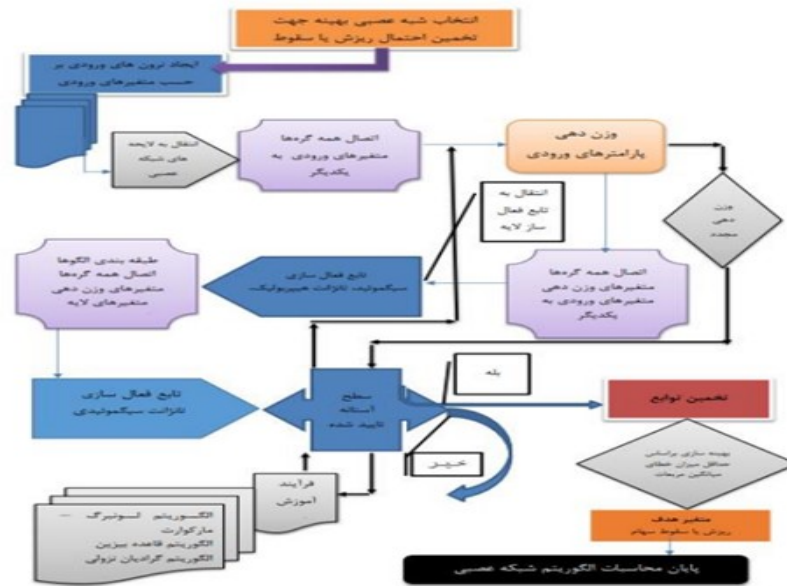 انتخاب شبه عصبی بهینه جهت
تخمین احتمال ریزش یا سقوط
ایجاد نرون های ورودی بر
حسب متغیرهای ورودی
انتقال به لایحه
های شبکه
عصبی
اتصال همه گره‌ها
متغیرهای ورودی به
یکدیگر
وزن دهی
پارامترهای ورودی
وزن
دهی
مجدد
انتقال به
تابع فعال
ساز لایه
طبقه بندی الگوها
اتصال همه گره‌ها
متغیرهای وزن دهی
متغیرهای لایه
تابع فعال سازی
سیگموئید، تانژانت هیپربولیک،
اتصال همه گره‌ها
متغیرهای وزن دهی
متغیرهای ورودی به
یکدیگر
تابع فعال سازی
تانژانت سیگموئیدی
سطح
آستانه
تایید شده
بله
خیر
تخمین توابع
بهینه سازی براساس
حداقل میزان خطای
میانگین مربعات
فرآیند
آموزش
الگوریتم لسونبرگ –
مارکوارت
الگوریتم قاعده بیزین
الگوریتم گرادیان نزولی
متغیر هدف
ریزش یا سقوط سهام
پایان محاسبات الگوریتم شبکه عصبی